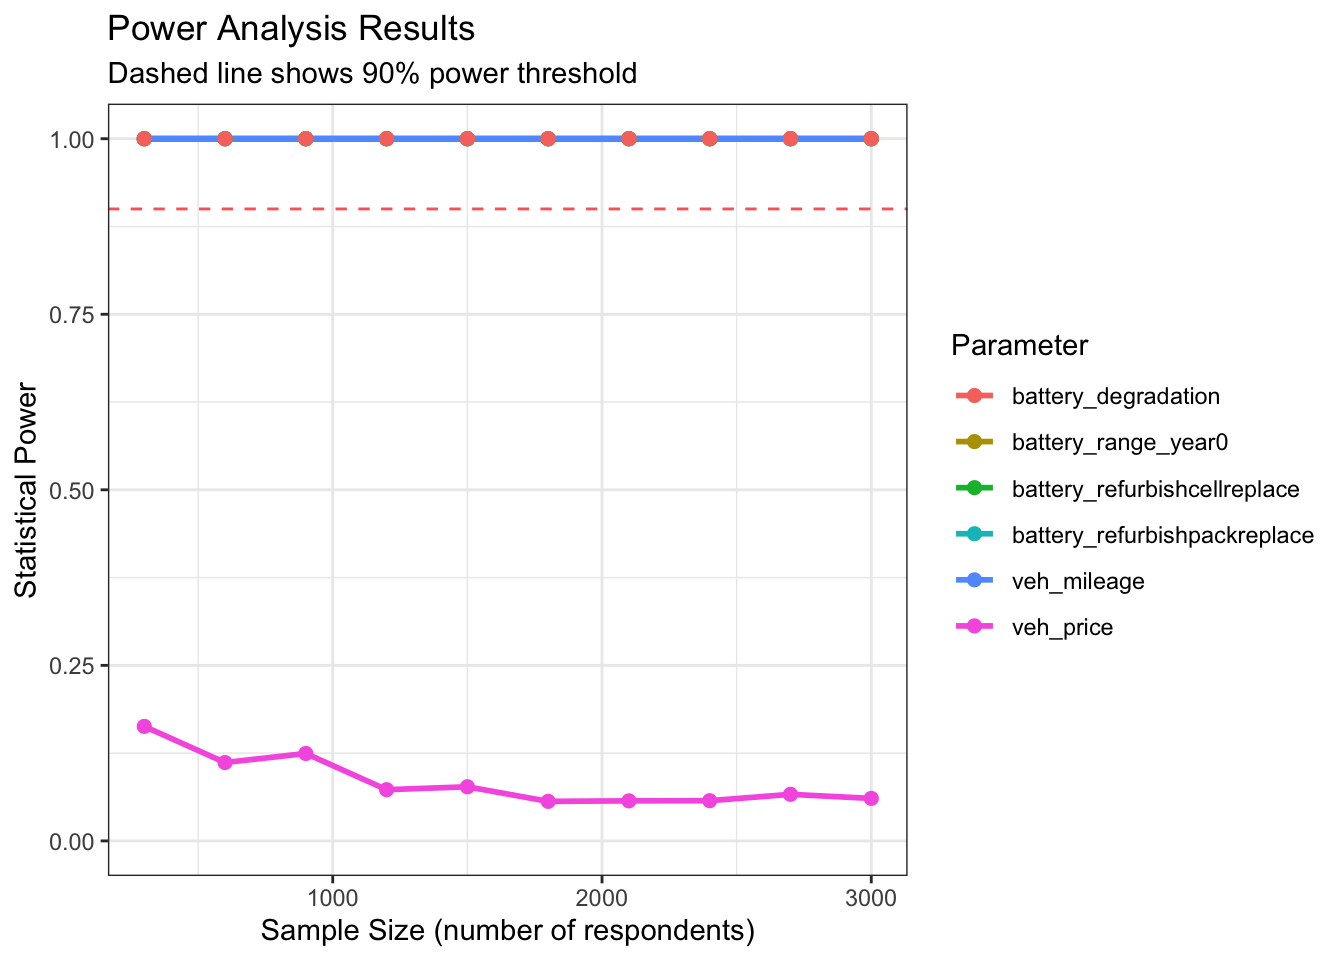 Power Analysis Results
Dashed line shows 90% power threshold
1.00
0.75
0.50
0.25
0.00
Statistical Power
1000
2000
3000
Sample Size (number of respondents)
Parameter
battery_degradation
battery_range_year0
battery_refurbishcellreplace
battery_refurbishpackreplace
veh_mileage
veh_price